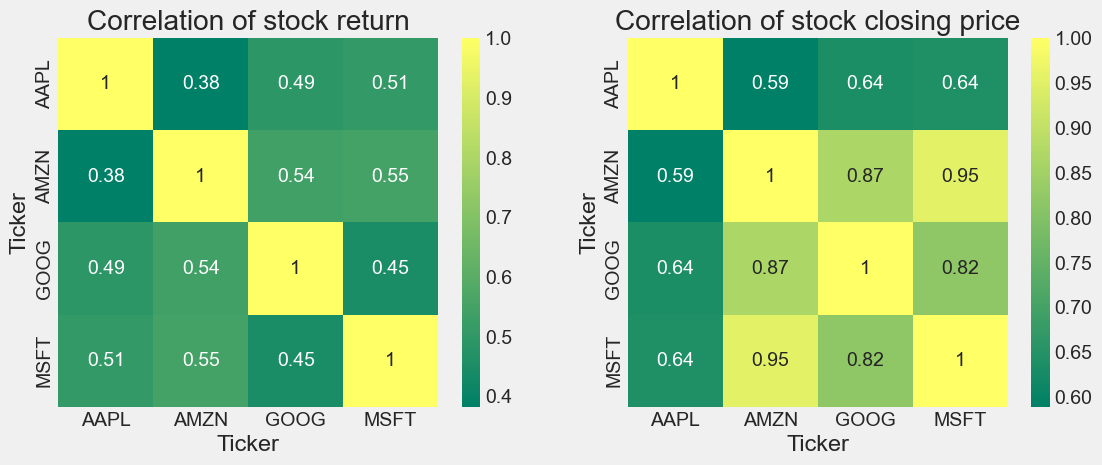 Correlation of stock return
Ticker
AAPL
AMZN
GOOG
MSFT
1 0.38 0.49 0.51
0.38 1 0.54 0.55
0.49 0.54 1 0.45
0.51 0.55 0.45 1
AAPL AMZN GOOG MSFT
Ticker
1.0
0.9
0.8
0.7
0.6
0.5
0.4
Correlation of stock closing price
Ticker
AAPL
AMZN
GOOG
MSFT
1 0.59 0.64 0.64
0.59 1 0.87 0.95
0.64 0.87 1 0.82
0.64 0.95 0.82 1
AAPL AMZN GOOG MSFT
Ticker
1.00
0.95
0.90
0.85
0.80
0.75
0.70
0.65
0.60